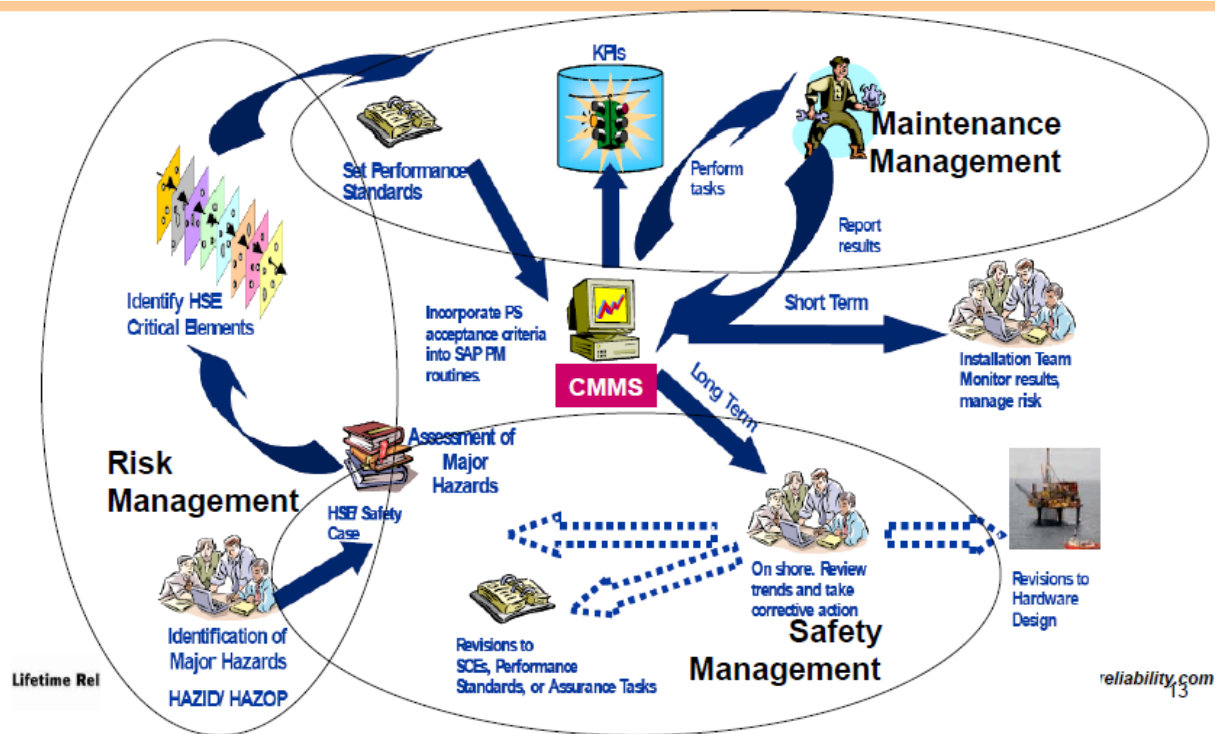 KPIs
Maintenance
Management
Set Performance
Standards
Perform
tasks
Report
results
Identify HSE
Critical Elements
Incorporate PS
acceptance criteria
into SAP PM
routines.
CMMS
Short Term
Installation Team
Monitor results,
manage risk
Long Term
Risk
Management
Assessment of
Major
Hazards
HSE/ Safety
Case
On shore. Review
trends and take
corrective action
Safety
Management
Revisions to
Hardware
Design
Identification of
Major Hazards
HAZID/ HAZOP
Revisions to
SCEs, Performance
Standards, or Assurance Tasks
Lifetime Rel
reliability.com
13